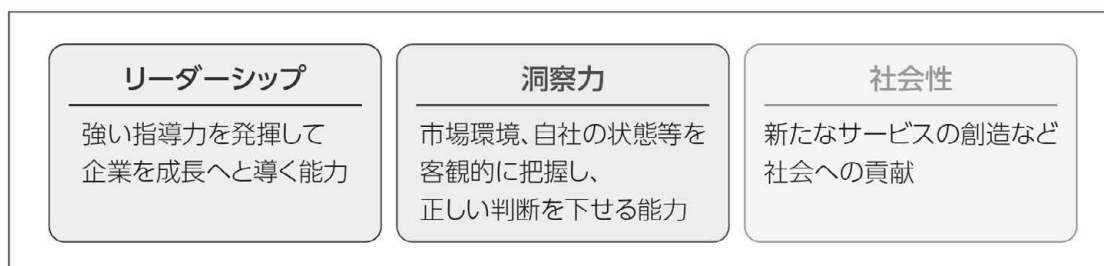 リーダーシップ
強い指導力を発揮して
企業を成長へと導く能力
洞察力
市場環境、自社の状態等を
客観的に把握し、
正しい判断を下せる能力
社会性
新たなサービスの創造など
社会への貢献